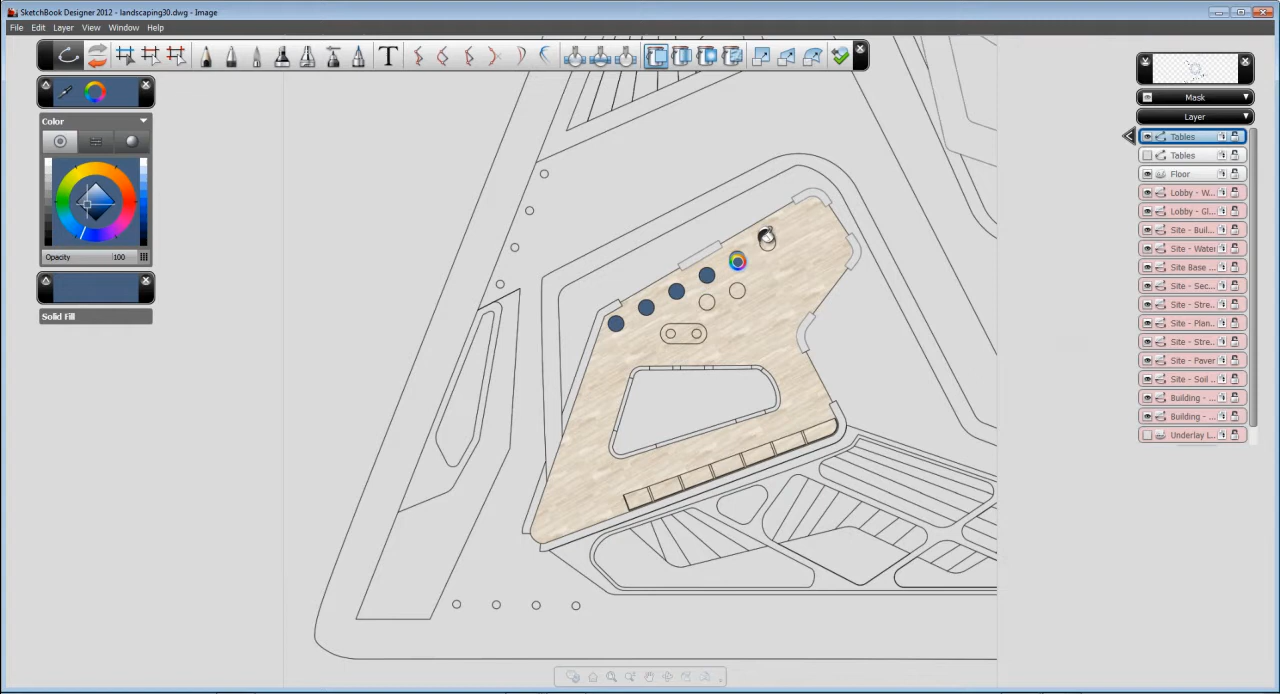 SketchBook Designer 2012 - landscaping30.dwg - Image
File Edit Layer View Window Help
T
Color
Opacity 100
Solid Fill
Mask
Layer
Tables
Tables
Floor
Lobby - W...
Lobby - Gl...
Site - Buil...
Site - Water
Site Base ...
Site - Sec...
Site - Stre...
Site - Plan...
Site - Stre...
Site - Paver
Site - Soil ...
Building - ...
Building - ...
Underlay L...